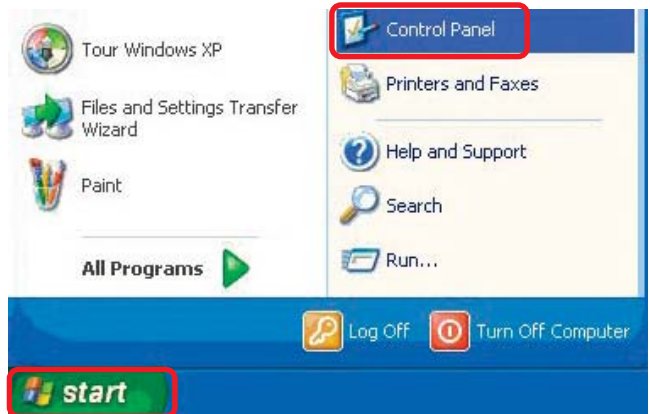 Tour Windows XP
Files and Settings Transfer
Wizard
Paint
All Programs
Control Panel
Printers and Faxes
Help and Support
Search
Run...
Log Off
Turn Off Computer
start